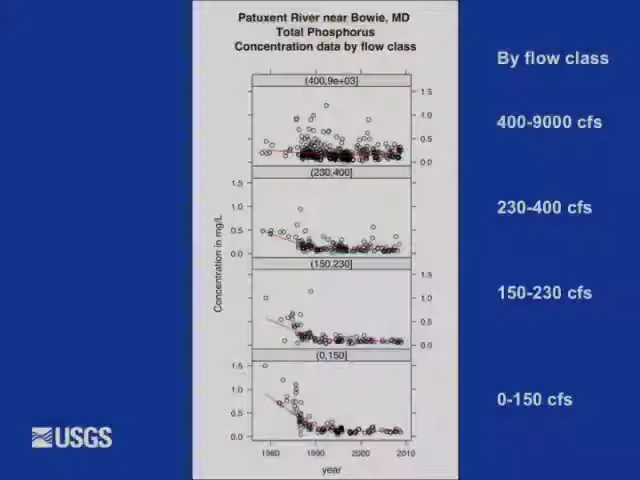 Patuxent River near Bowie, MD
Total Phosphorus
Concentration data by flow class
By flow class
(400,9e+03]
400-9000 cfs
1.5
1.0
0.5
0.0
(230,400]
230-400 cfs
1.5
1.0
0.5
0.0
(150,230]
150-230 cfs
1.5
1.0
0.5
0.0
(0,150]
0-150 cfs
1.5
1.0
0.5
0.0
Concentration in mg/L
1980 1990 2000 2010
year
USGS